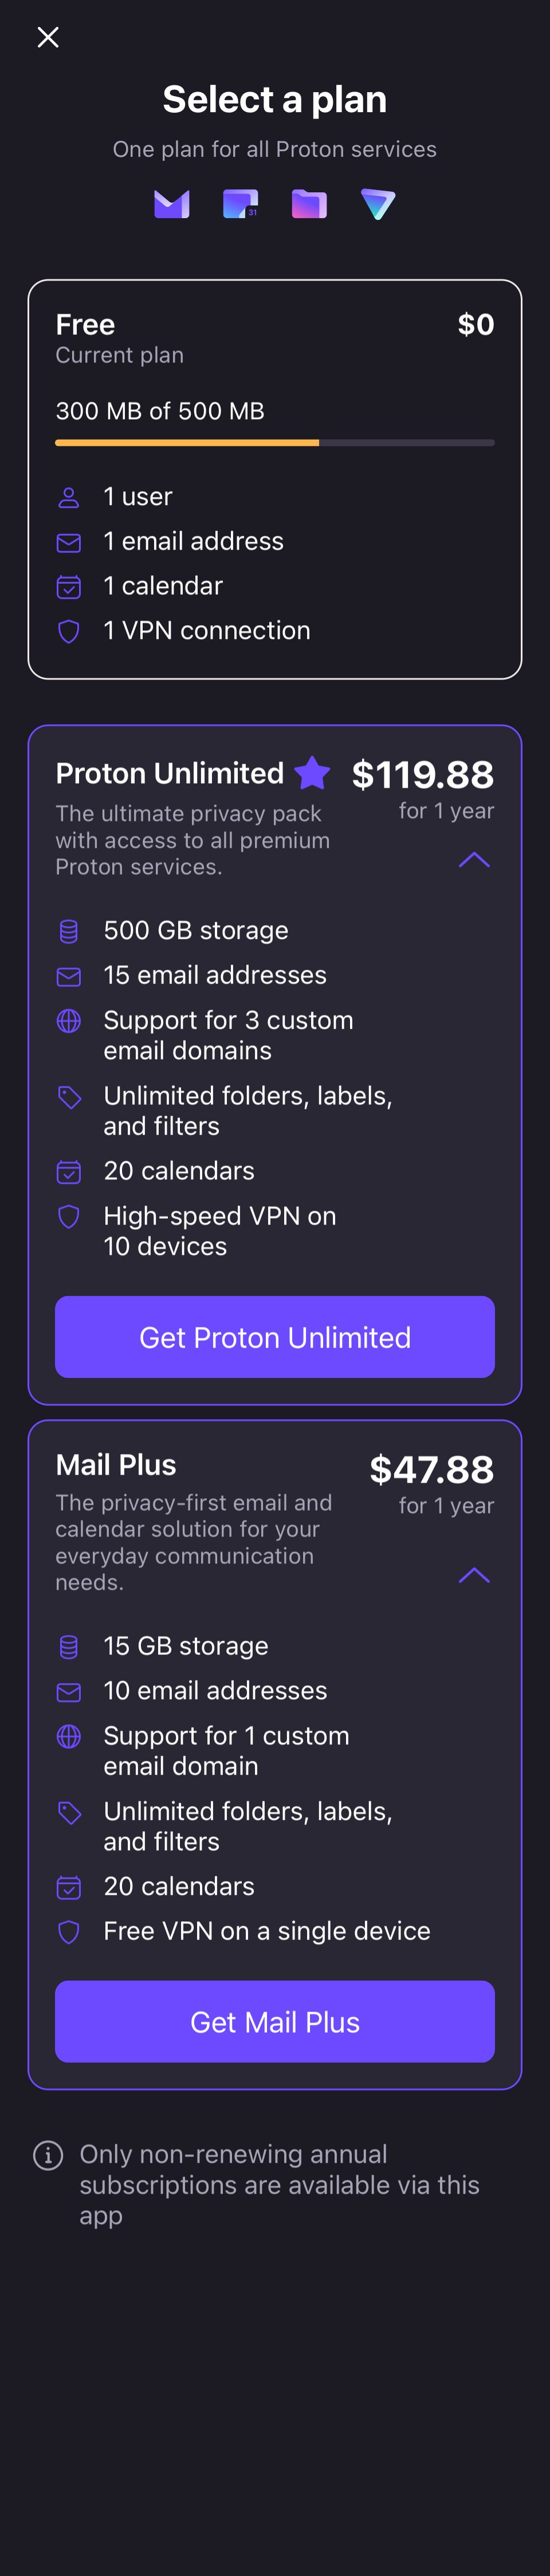 Select a plan
One plan for all Proton services
31
Free
$0
Current plan
300 MB of 500 MB
1 user
1 email address
1 calendar
1 VPN connection
Proton Unlimited
$119.88
for 1 year
The ultimate privacy pack
with access to all premium
Proton services.
500 GB storage
15 email addresses
Support for 3 custom
email domains
Unlimited folders, labels,
and filters
20 calendars
High-speed VPN on
10 devices
Get Proton Unlimited
Mail Plus
$47.88
for 1 year
The privacy-first email and
calendar solution for your
everyday communication
needs.
15 GB storage
10 email addresses
Support for 1 custom
email domain
Unlimited folders, labels,
and filters
20 calendars
Free VPN on a single device
Get Mail Plus
Only non-renewing annual
subscriptions are available via this
app